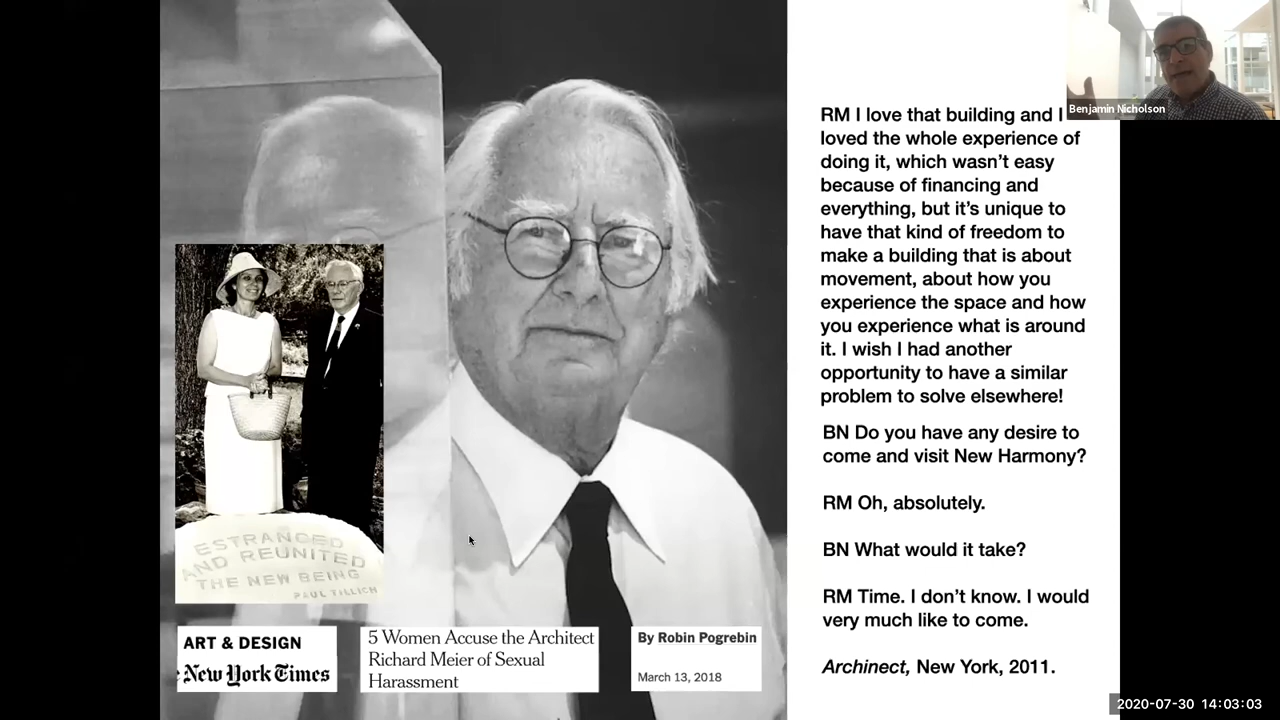 Benjamin Nicholson
RM I love that building and I
loved the whole experience of
doing it, which wasn’t easy
because of financing and
everything, but it’s unique to
have that kind of freedom to
make a building that is about
movement, about how you
experience the space and how
you experience what is around
it. I wish I had another
opportunity to have a similar
problem to solve elsewhere!
BN Do you have any desire to
come and visit New Harmony?
RM Oh, absolutely.
BN What would it take?
RM Time. I don’t know. I would
very much like to come.
Archinect, New York, 2011.
ESTRANGED
AND REUNITED
THE NEW BEING
PAUL TILLICH
ART & DESIGN
New York Times
5 Women Accuse the Architect
Richard Meier of Sexual
Harassment
By Robin Pogrebin
March 13, 2018
2020-07-30 14:03:03